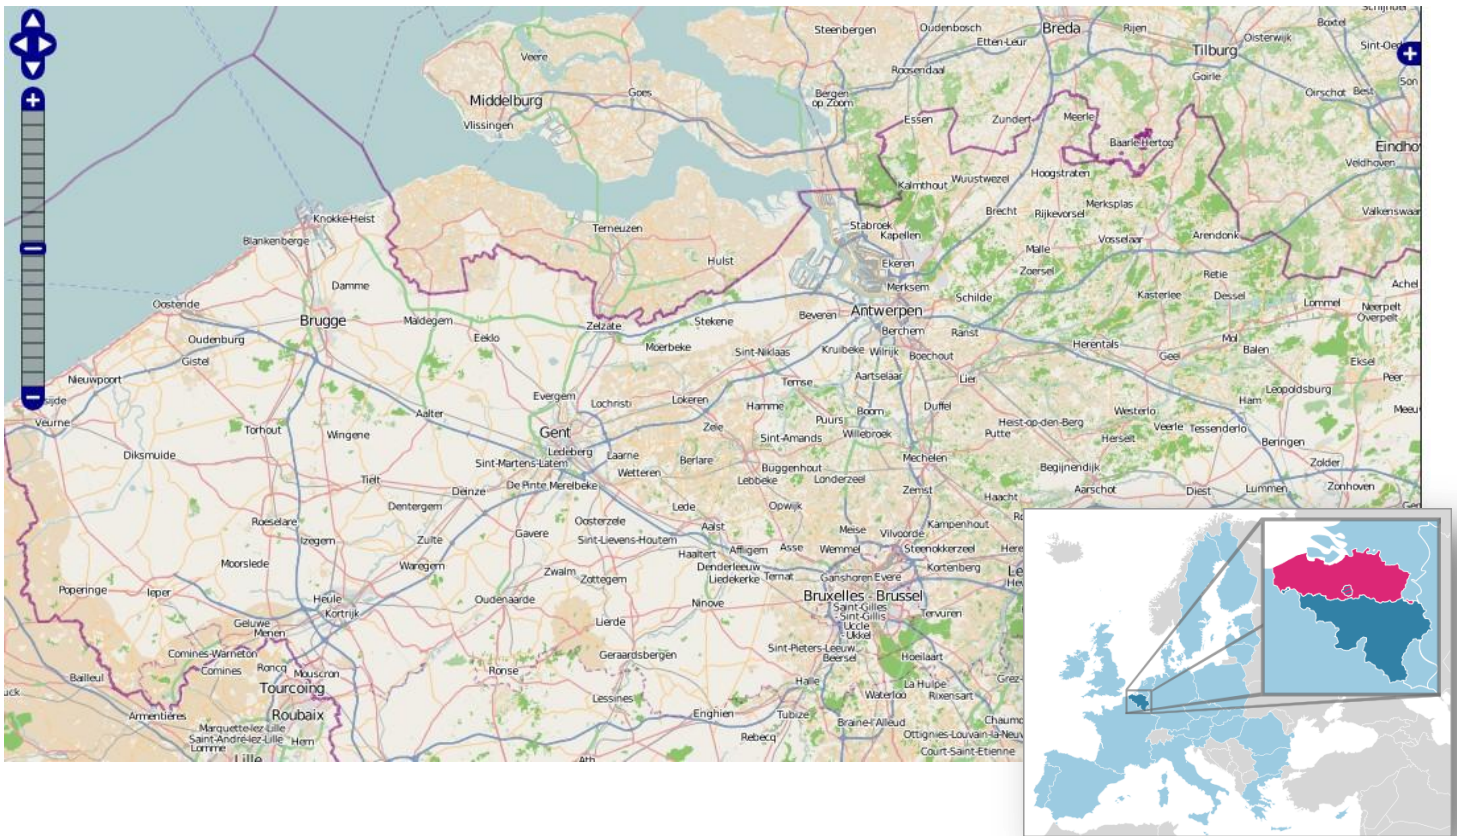 Schijndel
Steenbergen
Oudenbosch
Breda
Rijen
Boxtel
Etten-Leur
Oisterwijk
Tilburg
Veere
Roosendaal
Goirle
Son
Middelburg
Goes
Bergen
op Zoom
Oirschot
Best
Vlissingen
Essen
Zundert
Meerle
Baarle-Hertog
Veldhoven
Kalmthout
Wuustwezel
Hoogstraten
Knokke-Heist
Brecht
Rijkevorsel
Merksplas
Terneuzen
Stabroek
Kapellen
Blankenberge
Vosselaar
Arendonk
Malle
Hulst
Ekeren
Zoersel
Retie
Damme
Merksem
Achel
Oostende
Schilde
Kasterlee
Dessel
Lommel
Neerpelt
Overpelt
Brugge
Maldegem
Zelzate
Stekene
Beveren
Antwerpen
Oudenburg
Eeklo
Berchem
Ranst
Moerbeke
Sint-Niklaas
Kruibeke
Wilrijk
Boechout
Herentals
Mol
Balen
Gistel
Geel
Eksel
Nieuwpoort
Temse
Aartselaar
Lier
Peer
Evergem
Lochristi
Lokeren
Hamme
Boom
Duffel
Leopoldsburg
Ham
Veurne
Aalter
Puurs
Westerlo
Torhout
Wingene
Gent
Zele
Sint-Amands
Willebroek
Putte
Heist-op-den-Berg
Veerle
Tessenderlo
Herselt
Beringen
Diksmuide
Ledeberg
Laarne
Sint-Martens-Latem
Berlare
Mechelen
Zolder
Wetteren
Buggenhout
Begijnendijk
Tielt
Deinze
De Pinte
Merelbeke
Lebbeke
Londerzeel
Zemst
Aarschot
Diest
Lummen
Zonhoven
Dentergem
Lede
Opwijk
Haacht
Roeselare
Oosterzele
Aalst
Meise
Vilvoorde
Kampenhout
Izegem
Zulte
Gavere
Sint-Lievens-Houtem
Haaltert
Affligem
Asse
Wemmel
Steenokkerzeel
Moorslede
Waregem
Zwalm
Zottegem
Denderleeuw
Liedekerke
Ternat
Ganshoren
Evere
Kortenberg
Poperinge
Ieper
Heule
Kortrijk
Oudenaarde
Ninove
Bruxelles - Brussel
Saint-Gilles
- Sint-Gillis
Tervuren
Geluwe
Menen
Lierde
Uccle
- Ukkel
Comines-Warneton
Geraardsbergen
Sint-Pieters-Leeuw
Beersel
Hoeilaart
Comines
Roncq
Mouscron
Ronse
Bailleul
Halle
La Hulpe
Tourcoing
Lessines
Waterloo
Rixensart
Armentières
Roubaix
Enghien
Tubize
Braine-l'Alleud
Marquette-lez-Lille
Saint-André-lez-Lille
Hem
Lomme
Rebecq
Ottignies-Louvain-la-Neuv
Court-Saint-Etienne
Lille
Ath